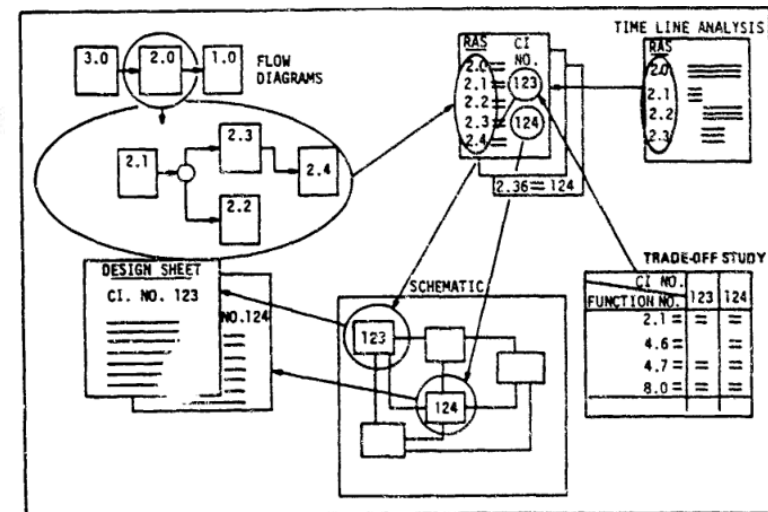 TIME LINE ANALYSIS
3.0
2.0
1.0
FLOW
DIAGRAMS
RAS
CI
NO.
2.0
2.1
2.2
2.3
2.4
123
124
2.36 = 124
RAS
2.0
2.1
2.2
2.3
2.1
2.3
2.2
2.4
DESIGN SHEET
CI. NO. 123
NO.124
SCHEMATIC
123
124
TRADE-OFF STUDY
CI NO.
FUNCTION NO.
123
124
2.1
4.6
4.7
8.0